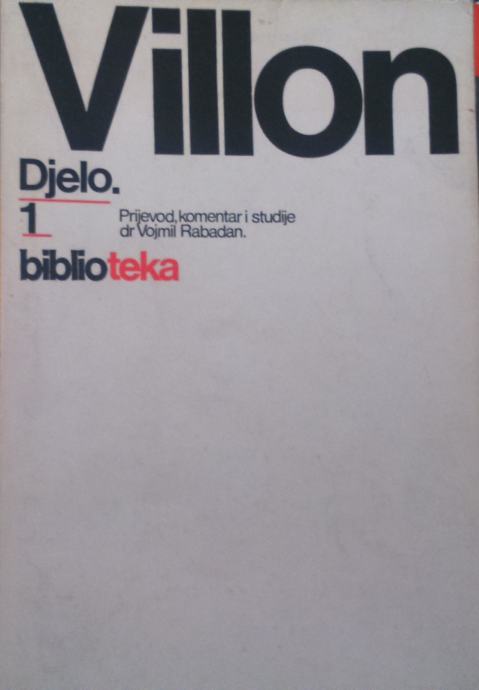 Villon
Djelo.
1
Prijevod, komentar i studije
dr Vojmil Rabadan.
biblioteka